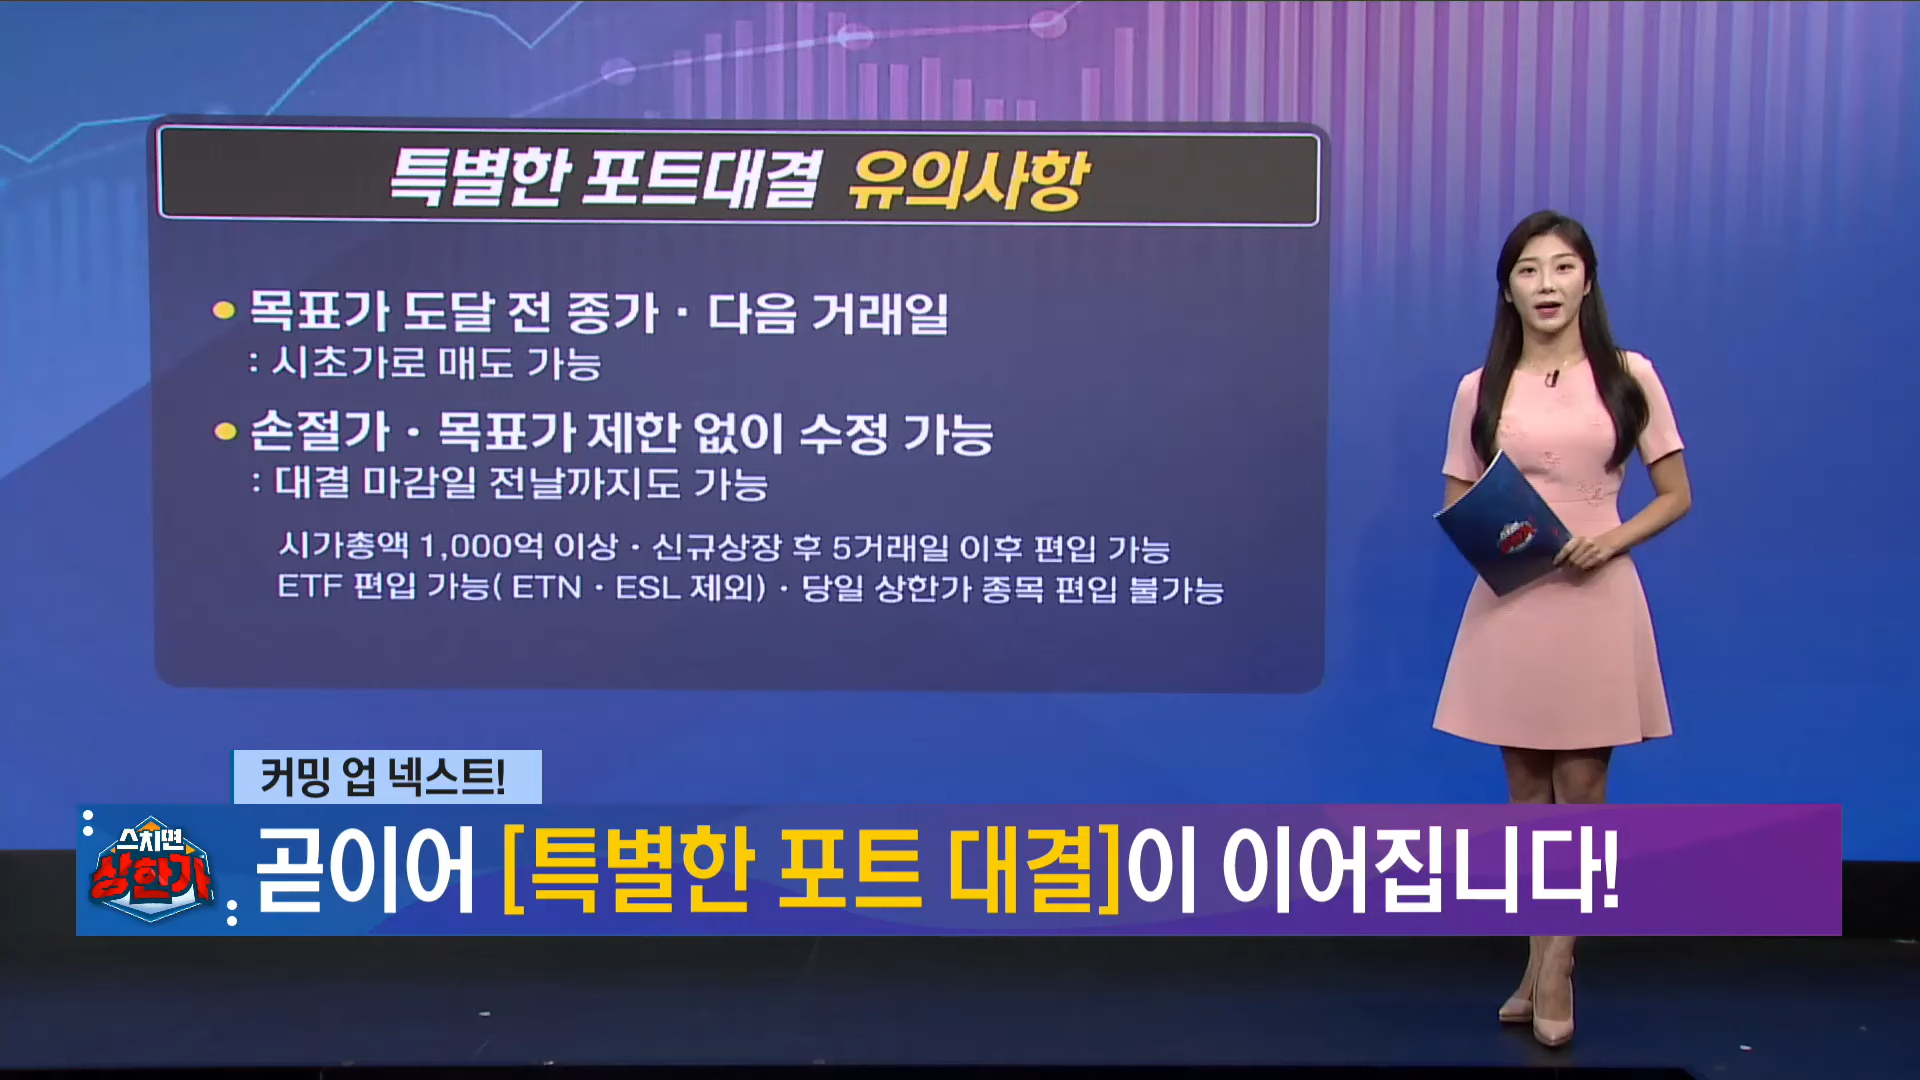 특별한 포트대결 유의사항
• 목표가 도달 전 종가 · 다음 거래일
: 시초가로 매도 가능
• 손절가 · 목표가 제한 없이 수정 가능
: 대결 마감일 전날까지도 가능
시가총액 1,000억 이상 · 신규상장 후 5거래일 이후 편입 가능
ETF 편입 가능( ETN · ESL 제외) · 당일 상한가 종목 편입 불가능
커밍 업 넥스트!
스치면
상한가
곧이어 [특별한 포트 대결]이 이어집니다!